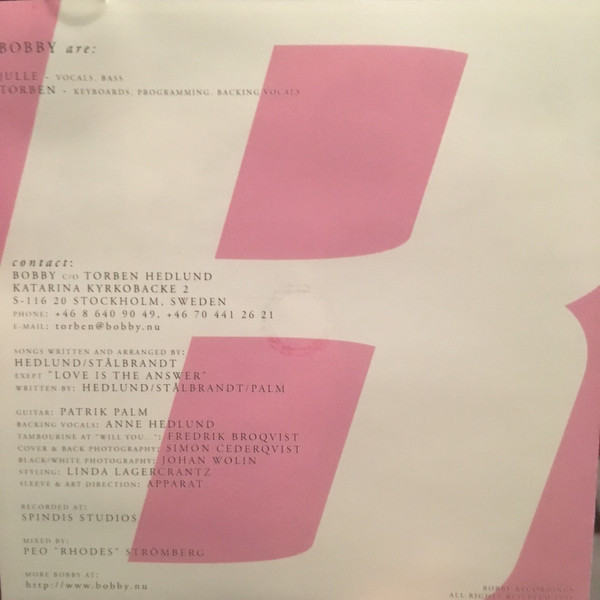 BOBBY are:
JULLE - VOCALS, BASS
TORBEN - KEYBOARDS, PROGRAMMING, BACKING VOCALS
contact:
BOBBY C/O TORBEN HEDLUND
KATARINA KYRKOBACKE 2
S-116 20 STOCKHOLM, SWEDEN
PHONE: +46 8 640 90 49, +46 70 441 26 21
E-MAIL: torben@bobby.nu
SONGS WRITTEN AND ARRANGED BY:
HEDLUND/STÅLBRANDT
EXEPT "LOVE IS THE ANSWER"
WRITTEN BY: HEDLUND/STÅLBRANDT/PALM
GUITAR: PATRIK PALM
BACKING VOCALS: ANNE HEDLUND
TAMBOURINE AT "WILL YOU...": FREDRIK BROQVIST
COVER & BACK PHOTOGRAPHY: SIMON CEDERQVIST
BLACK/WHITE PHOTOGRAPHY: JOHAN WOLIN
STYLING: LINDA LAGERCRANTZ
SLEEVE & ART DIRECTION: APPARAT
RECORDED AT:
SPINDIS STUDIOS
MIXED BY:
PEO "RHODES" STRÖMBERG
MORE BOBBY AT:
http://www.bobby.nu
BOBBY RECORDINGS
ALL RIGHTS RESERVED